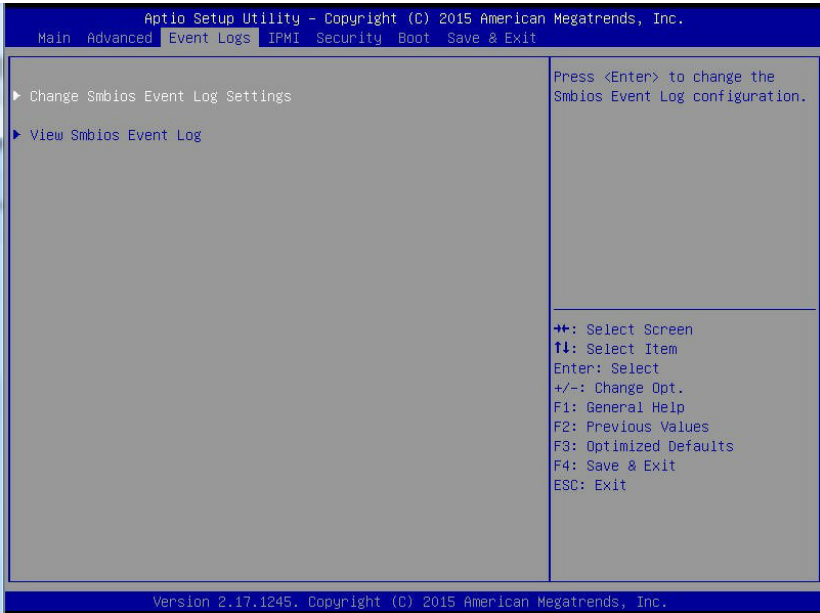 Aptio Setup Utility – Copyright (C) 2015 American Megatrends, Inc.
Main Advanced Event Logs IPMI Security Boot Save & Exit
▶ Change Smbios Event Log Settings
▶ View Smbios Event Log
Press <Enter> to change the
Smbios Event Log configuration.
→←: Select Screen
↑↓: Select Item
Enter: Select
+/-: Change Opt.
F1: General Help
F2: Previous Values
F3: Optimized Defaults
F4: Save & Exit
ESC: Exit
Version 2.17.1245. Copyright (C) 2015 American Megatrends, Inc.